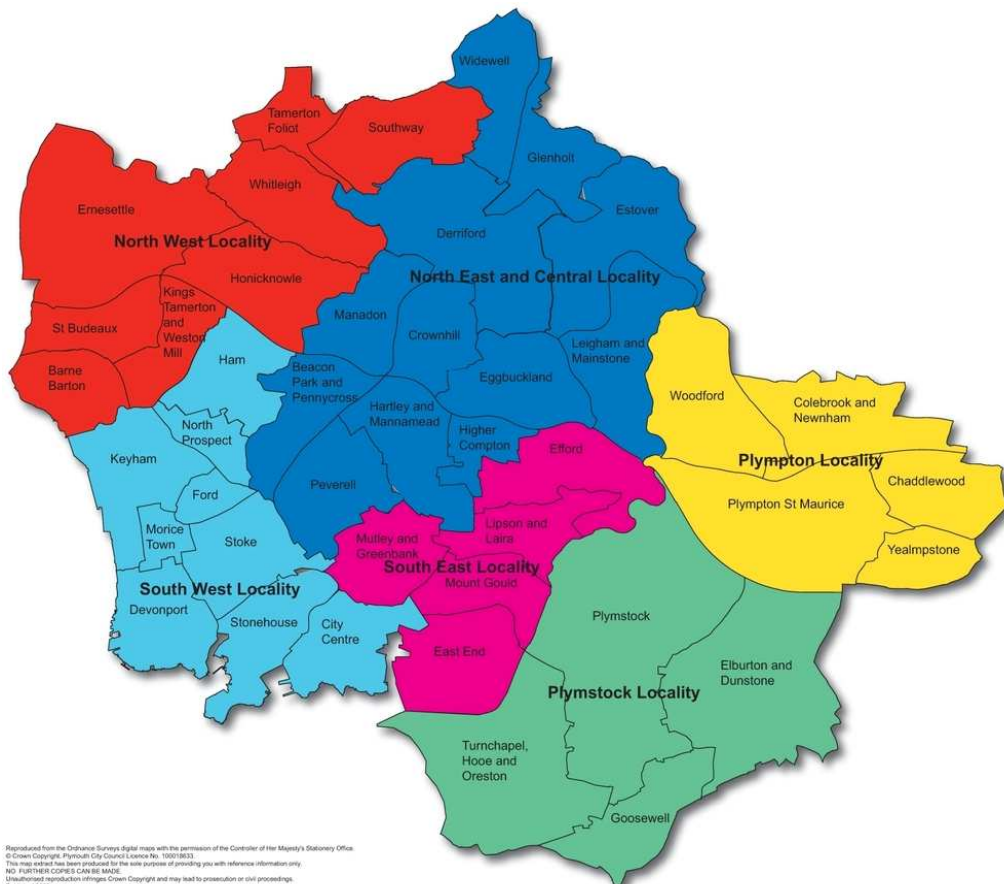 Widewell
Tamerton
Foliot
Southway
Glenholt
Whitleigh
Ernesettle
Estover
Derriford
North West Locality
North East and Central Locality
Honicknowle
Kings
Tamerton
and
Weston
Mill
St Budeaux
Manadon
Crownhill
Ham
Leigham and
Mainstone
Barne
Barton
Beacon
Park and
Pennycross
Eggbuckland
Woodford
Colebrook and
Newnham
Hartley and
Mannamead
North
Prospect
Higher
Compton
Efford
Keyham
Plympton Locality
Peverell
Chaddlewood
Ford
Plympton St Maurice
Morice
Town
Stoke
Lipson and
Laira
Mutley and
Greenbank
Yealmpstone
South East Locality
Mount Gould
South West Locality
Devonport
Stonehouse
City
Centre
Plymstock
East End
Elburton and
Dunstone
Plymstock Locality
Turnchapel,
Hooe and
Oreston
Goosewell
Reproduced from the Ordnance Surveys digital maps with the permission of the Controller of Her Majesty's Stationery Office.
© Crown Copyright. Plymouth City Council Licence No. 100018633.
This map extract has been produced for the sole purpose of providing you with reference information only.
NO FURTHER COPIES CAN BE MADE.
Unauthorised reproduction infringes Crown Copyright and may lead to prosecution or civil proceedings.